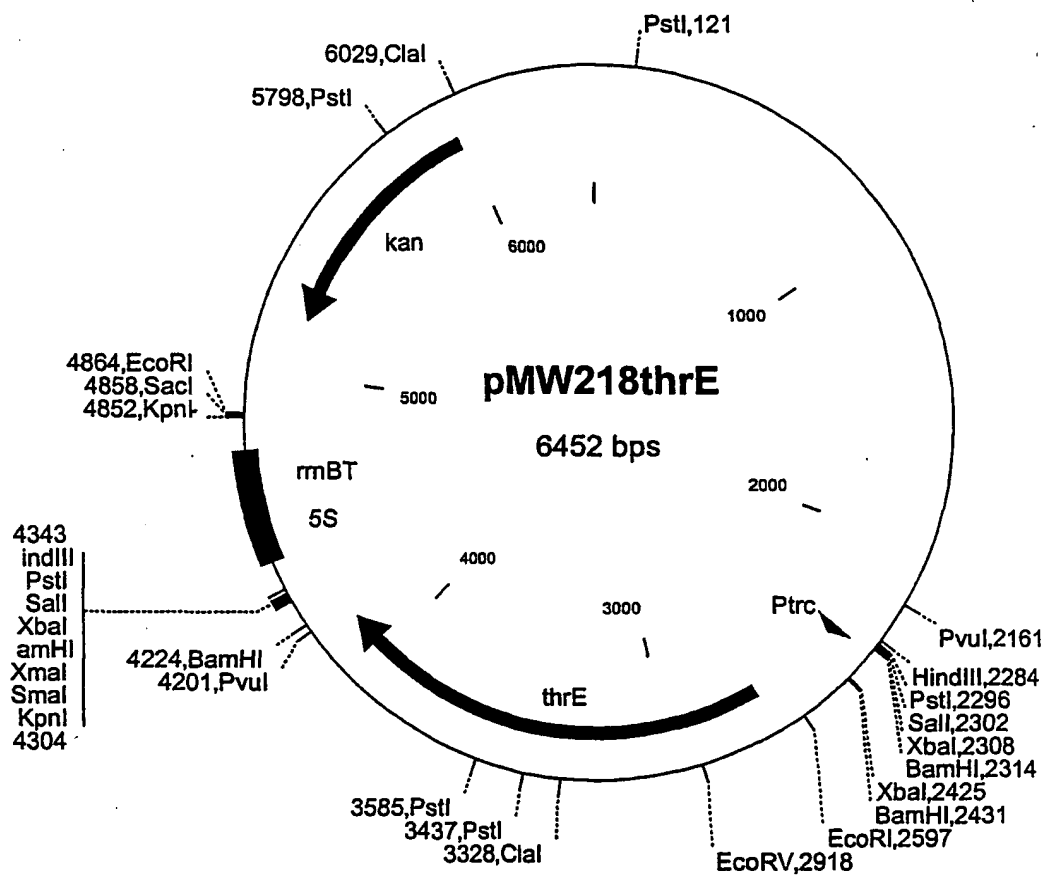 PstI,121
6029,ClaI
5798,PstI
kan
6000
1000
pMW218thrE
6452 bps
4864,EcoRI
4858,SacI
4852,KpnI
5000
rrnBT
5S
2000
4343
indIII
PstI
SalI
XbaI
amHI
XmaI
SmaI
KpnI
4304
4000
3000
Ptrc
PvuI,2161
HindIII,2284
PstI,2296
SalI,2302
XbaI,2308
BamHI,2314
XbaI,2425
BamHI,2431
EcoRI,2597
EcoRV,2918
4224,BamHI
4201,PvuI
thrE
3585,PstI
3437,PstI
3328,ClaI